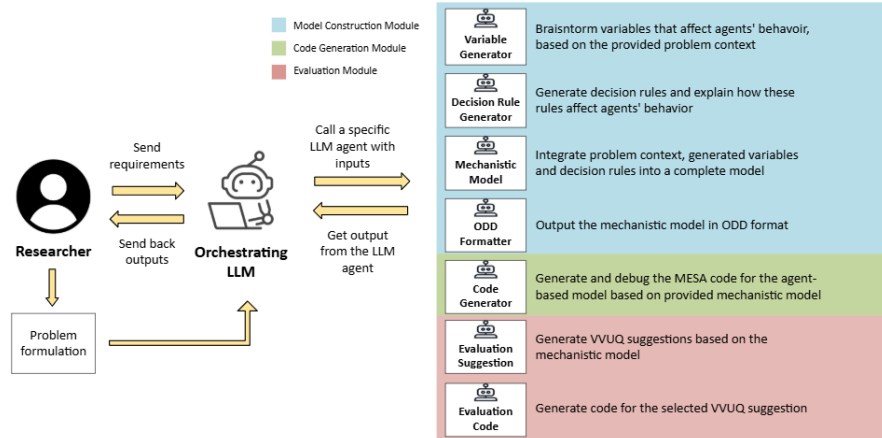 Model Construction Module
Code Generation Module
Evaluation Module
Send
requirements
Call a specific
LLM agent with
inputs
Researcher
Send back
outputs
Orchestrating
LLM
Get output
from the LLM
agent
Problem
formulation
Variable
Generator
Braisntorm variables that affect agents' behavoir,
based on the provided problem context
Decision Rule
Generator
Generate decision rules and explain how these
rules affect agents' behavior
Mechanistic
Model
Integrate problem context, generated variables
and decision rules into a complete model
ODD
Formatter
Output the mechanistic model in ODD format
Code
Generator
Generate and debug the MESA code for the agent-
based model based on provided mechanistic model
Evaluation
Suggestion
Generate VVUQ suggestions based on the
mechanistic model
Evaluation
Code
Generate code for the selected VVUQ suggestion